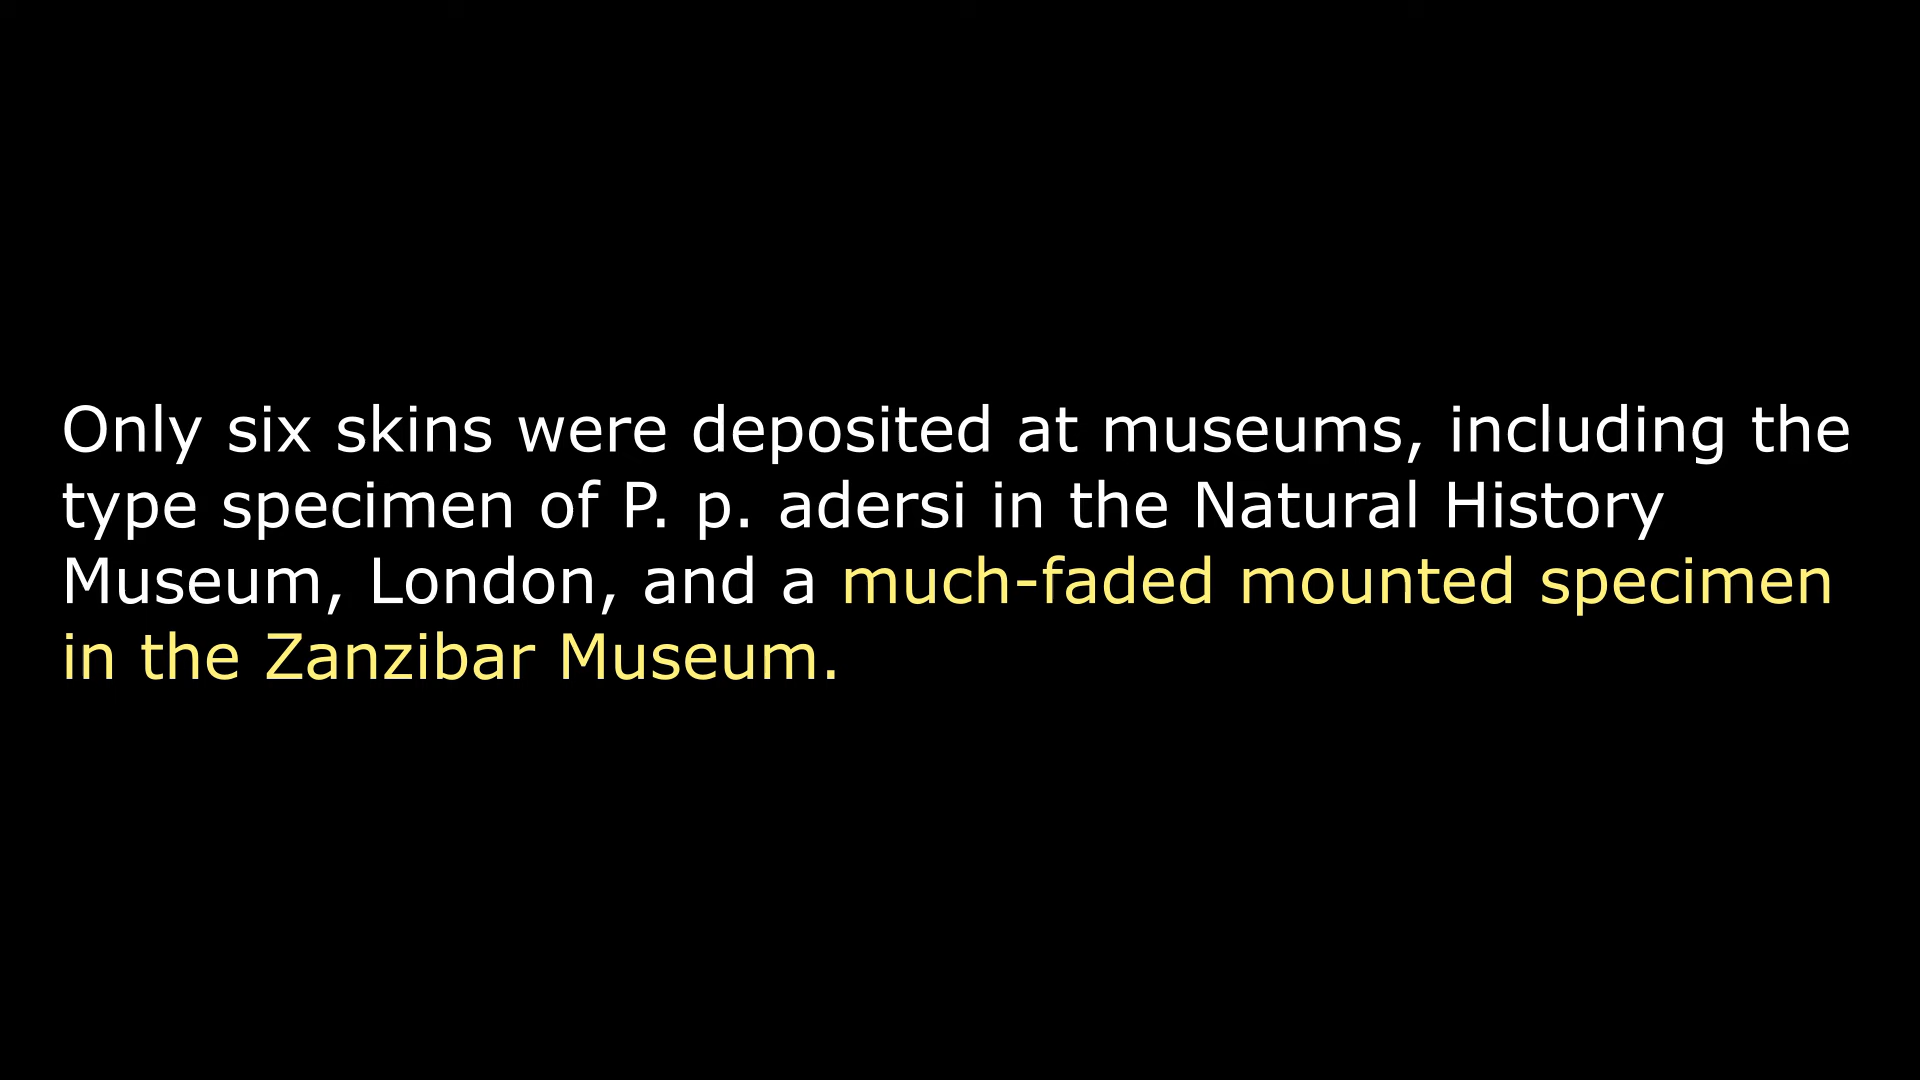 Only six skins were deposited at museums, including the
type specimen of P. p. adersi in the Natural History
Museum, London, and a much-faded mounted specimen
in the Zanzibar Museum.